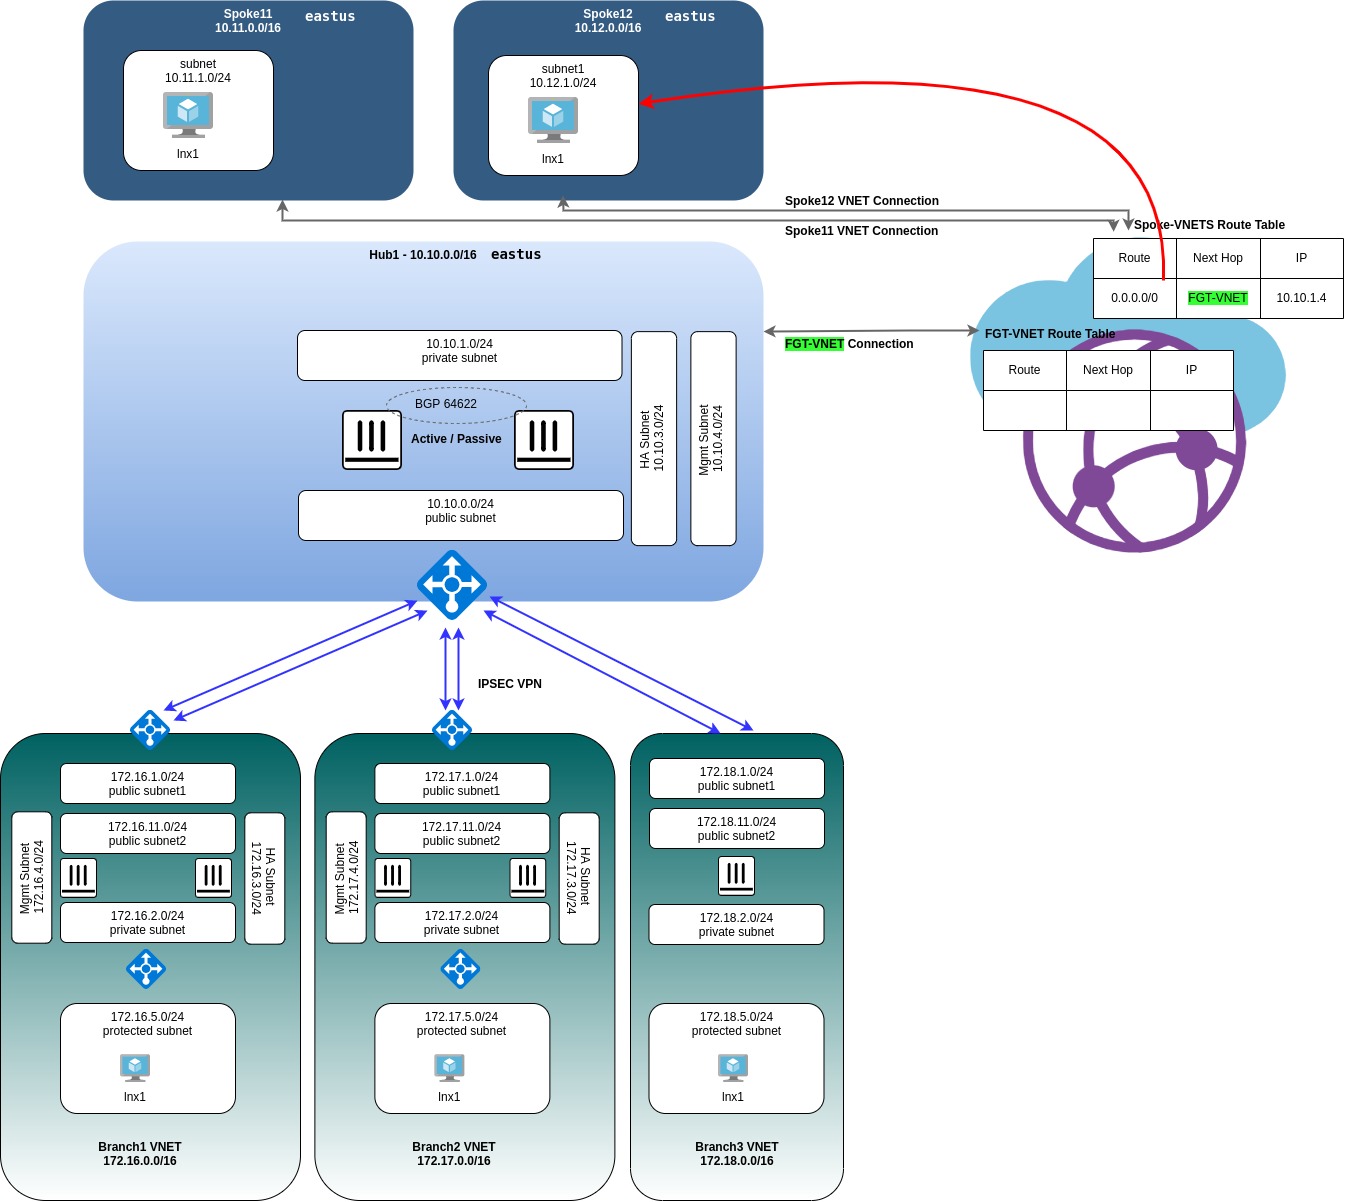 Spoke11 eastus
10.11.0.0/16
subnet
10.11.1.0/24
lnx1
Spoke12 eastus
10.12.0.0/16
subnet1
10.12.1.0/24
lnx1
Spoke12 VNET Connection
Spoke11 VNET Connection
Spoke-VNETS Route Table
Route Next Hop IP
0.0.0.0/0 FGT-VNET 10.10.1.4
FGT-VNET Route Table
Route Next Hop IP
FGT-VNET Connection
Hub1 - 10.10.0.0/16 eastus
10.10.1.0/24
private subnet
BGP 64622
Active / Passive
10.10.0.0/24
public subnet
HA Subnet
10.10.3.0/24
Mgmt Subnet
10.10.4.0/24
IPSEC VPN
172.16.1.0/24
public subnet1
172.16.11.0/24
public subnet2
Mgmt Subnet
172.16.4.0/24
HA Subnet
172.16.3.0/24
172.16.2.0/24
private subnet
172.16.5.0/24
protected subnet
lnx1
Branch1 VNET
172.16.0.0/16
172.17.1.0/24
public subnet1
172.17.11.0/24
public subnet2
Mgmt Subnet
172.17.4.0/24
HA Subnet
172.17.3.0/24
172.17.2.0/24
private subnet
172.17.5.0/24
protected subnet
lnx1
Branch2 VNET
172.17.0.0/16
172.18.1.0/24
public subnet1
172.18.11.0/24
public subnet2
172.18.2.0/24
private subnet
172.18.5.0/24
protected subnet
lnx1
Branch3 VNET
172.18.0.0/16